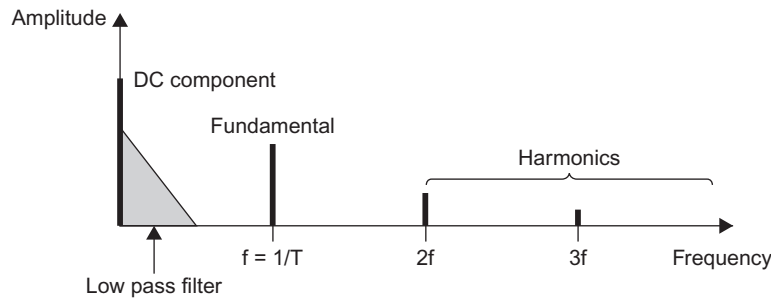 Amplitude
DC component
Fundamental
Harmonics
f = 1/T
2f
3f
Frequency
Low pass filter